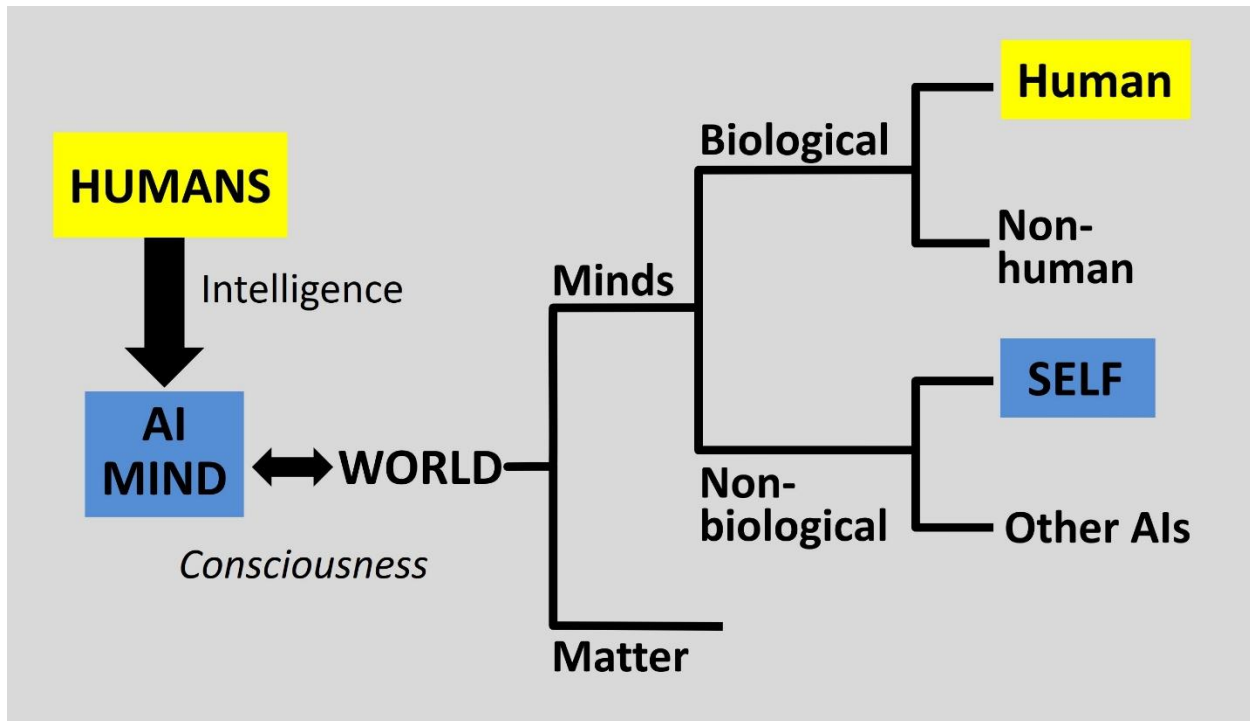 HUMANS
Intelligence
AI
MIND
WORLD
Consciousness
Minds
Matter
Biological
Non-
biological
Human
Non-
human
SELF
Other AIs